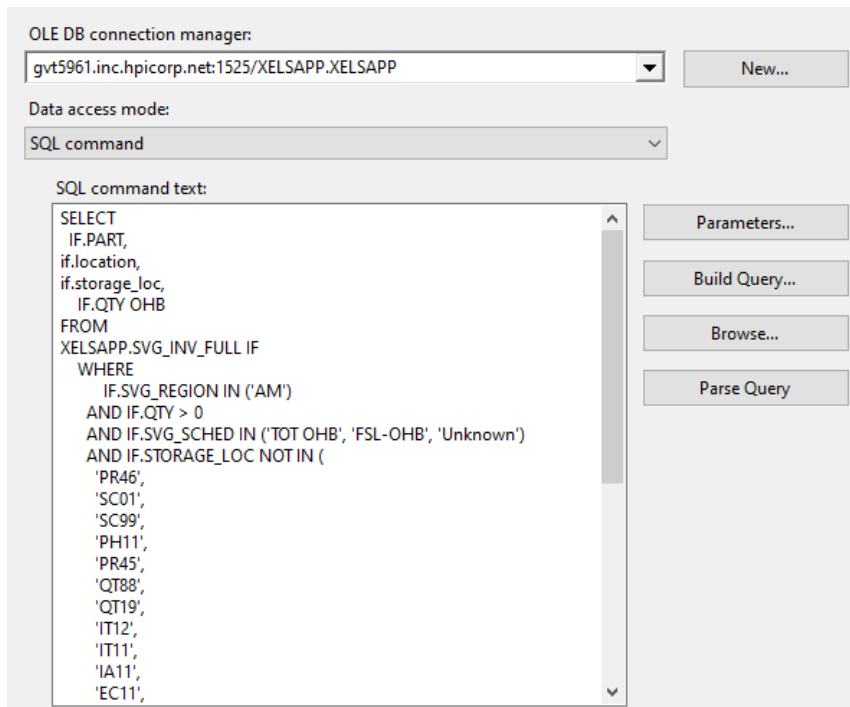 OLE DB connection manager:
gvt5961.inc.hpicorp.net:1525/XELSAPP.XELSAPP
New...
Data access mode:
SQL command
SQL command text:
SELECT
IF.PART,
if.location,
if.storage_loc,
IF.QTY OHB
FROM
XELSAPP.SVG_INV_FULL IF
WHERE
IF.SVG_REGION IN ('AM')
AND IF.QTY > 0
AND IF.SVG_SCHED IN ('TOT OHB', 'FSL-OHB', 'Unknown')
AND IF.STORAGE_LOC NOT IN (
'PR46',
'SC01',
'SC99',
'PH11',
'PR45',
'QT88',
'QT19',
'IT12',
'IT11',
'IA11',
'EC11',
Parameters...
Build Query...
Browse...
Parse Query